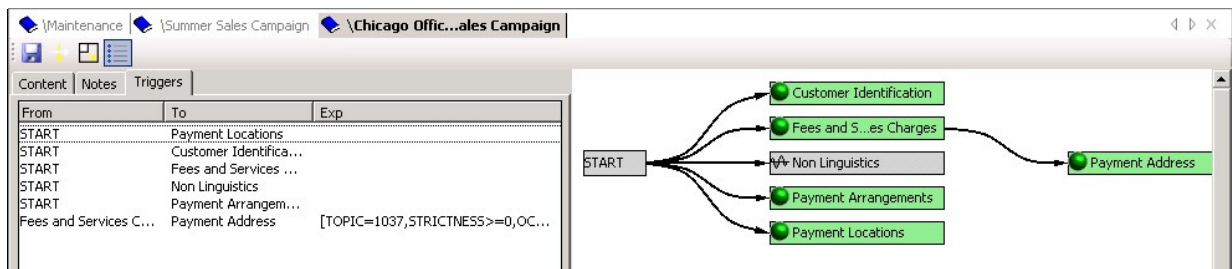 \Maintenance \Summer Sales Campaign \Chicago Offic...ales Campaign
Content Notes Triggers
From To Exp
START Payment Locations
START Customer Identifica...
START Fees and Services ...
START Non Linguistics
START Payment Arrangem...
Fees and Services C... Payment Address [TOPIC=1037,STRICTNESS>=0,OC...
START
Customer Identification
Fees and S...es Charges
Non Linguistics
Payment Arrangements
Payment Locations
Payment Address